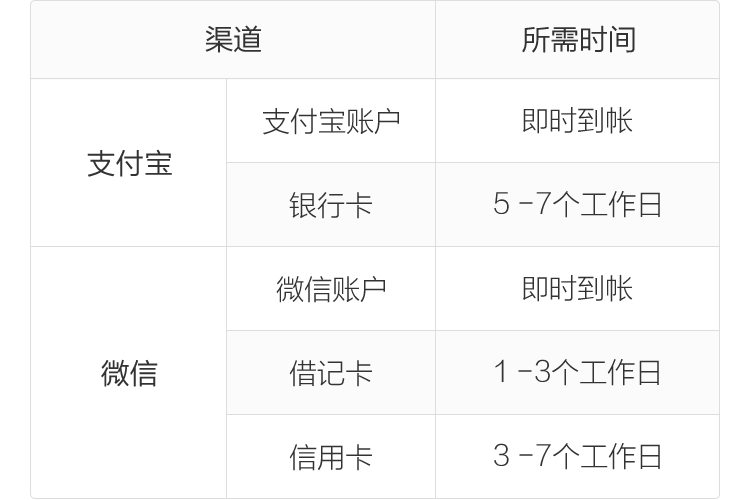 渠道 所需时间
支付宝 支付宝账户 即时到帐
银行卡 5 -7个工作日
微信 微信账户 即时到帐
借记卡 1 -3个工作日
信用卡 3 -7个工作日